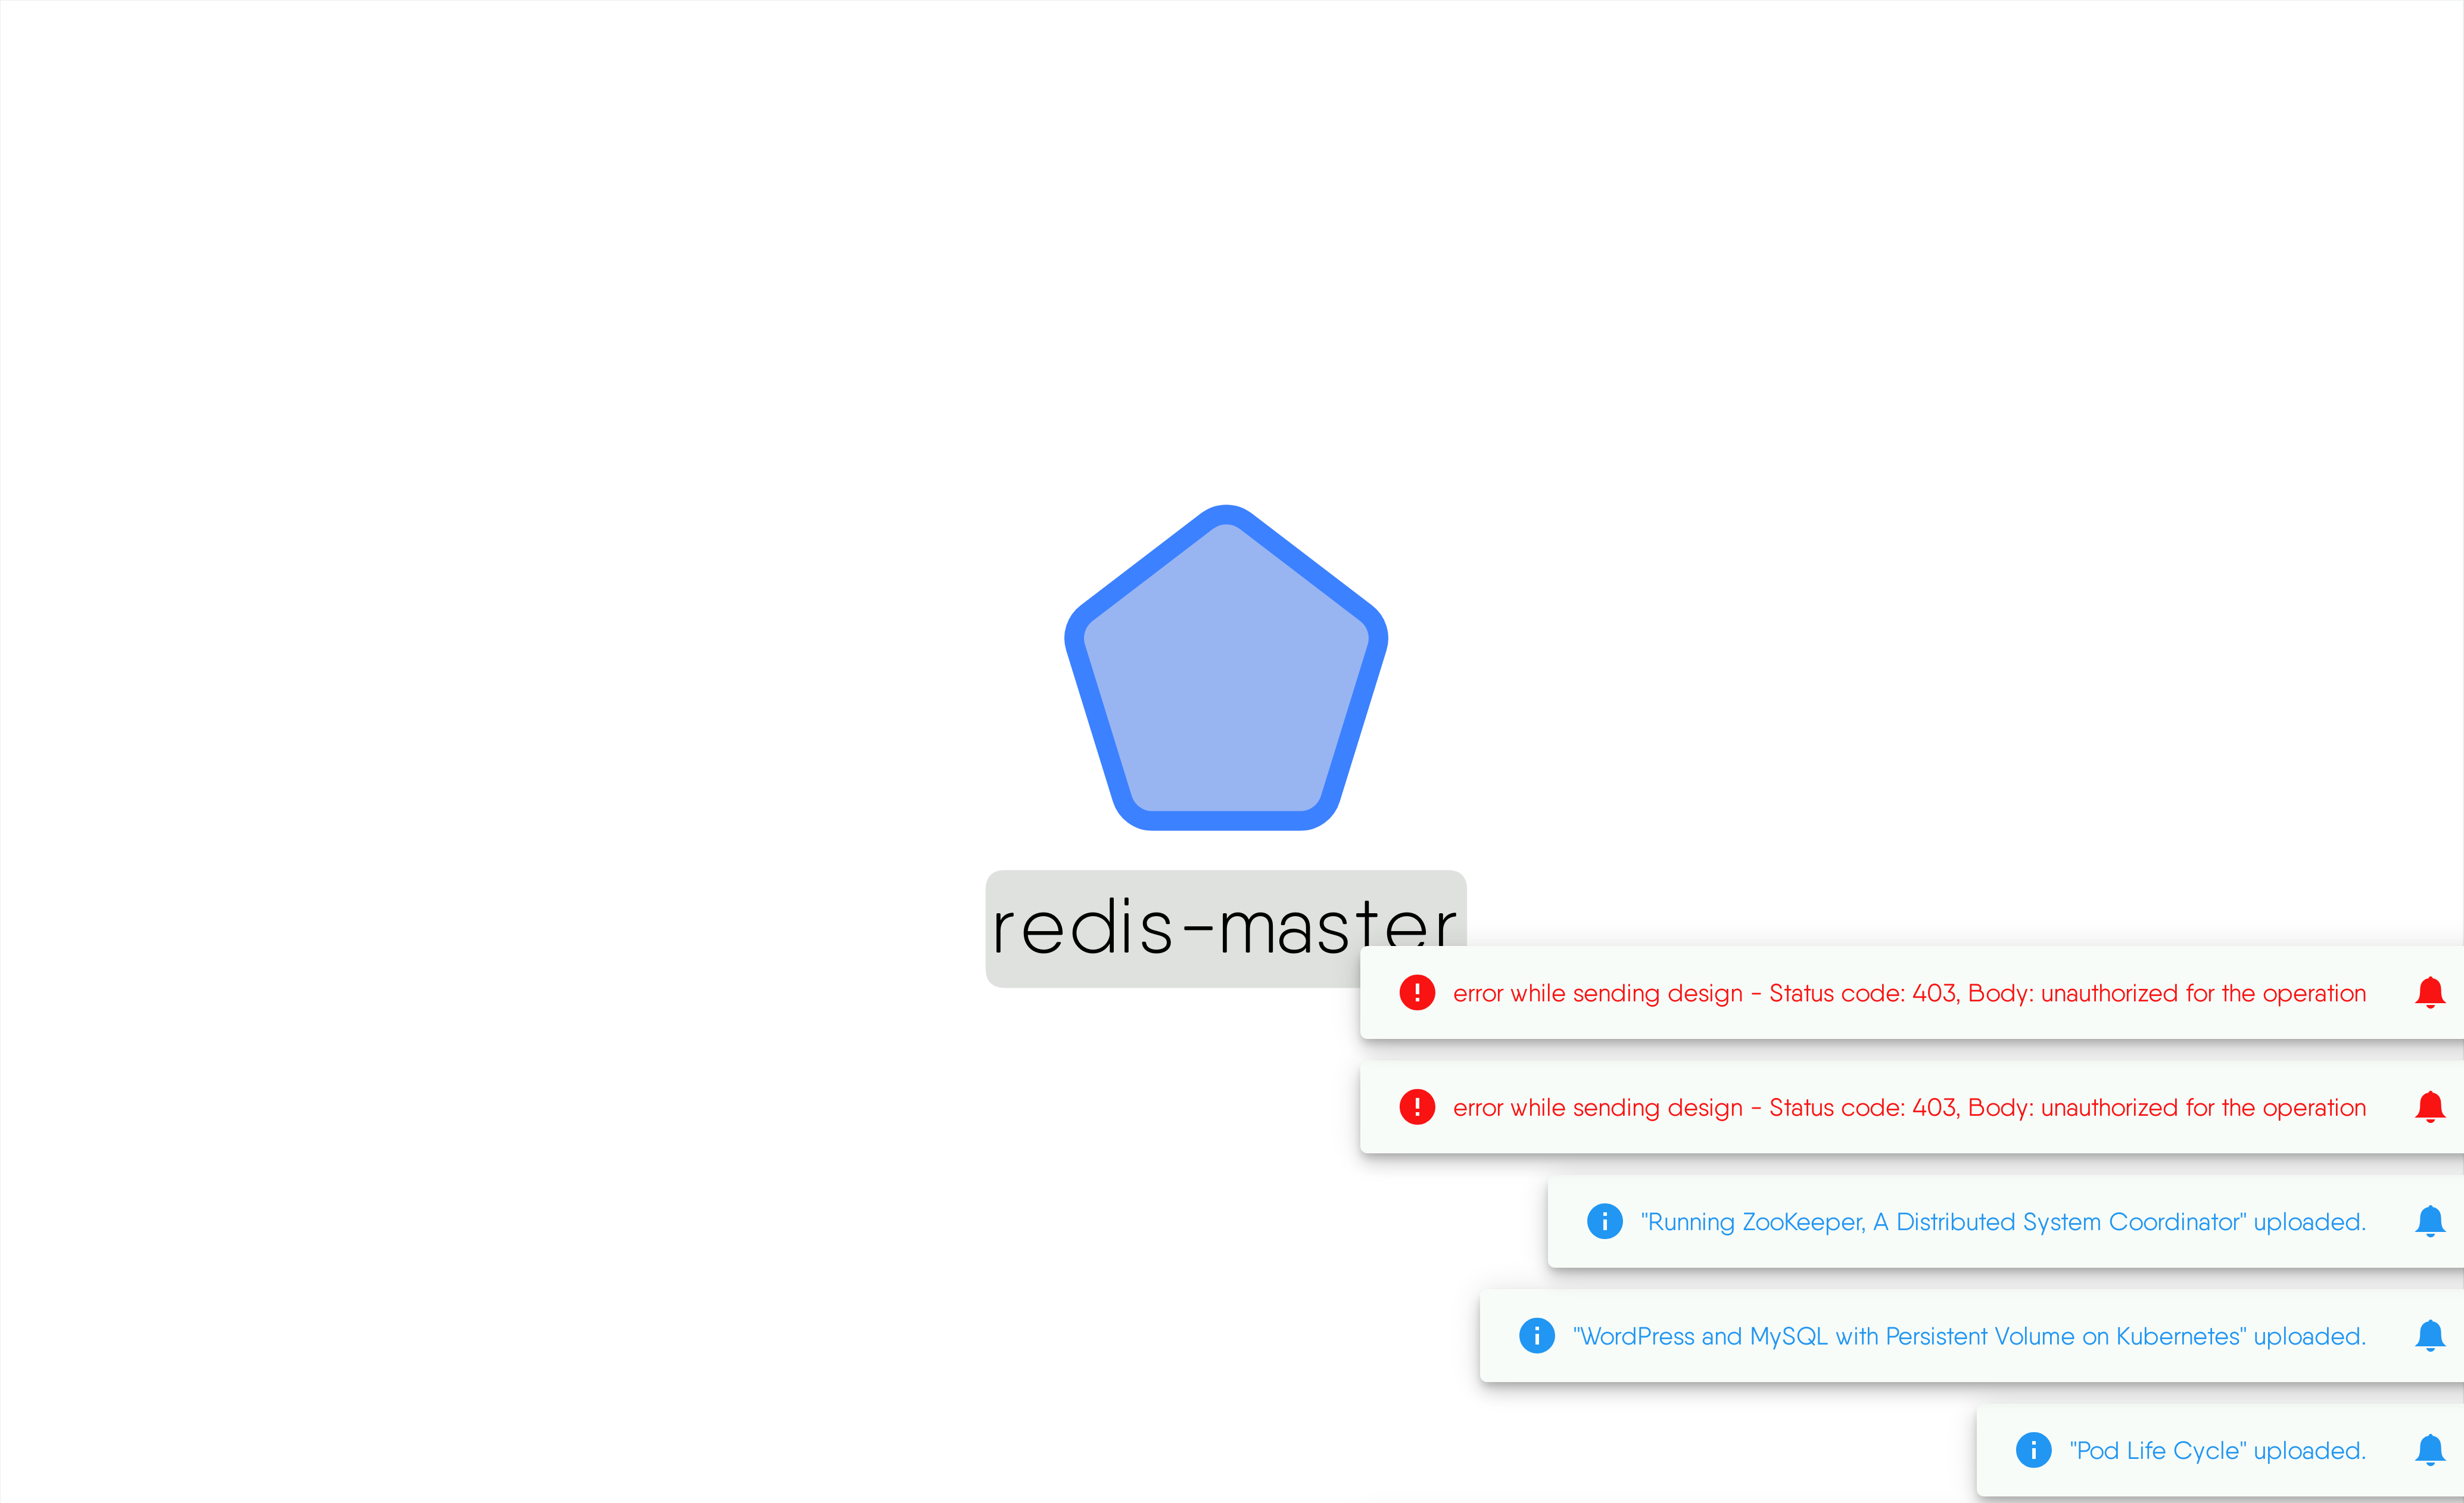 redis-master
error while sending design - Status code: 403, Body: unauthorized for the operation
error while sending design - Status code: 403, Body: unauthorized for the operation
"Running ZooKeeper, A Distributed System Coordinator" uploaded.
"WordPress and MySQL with Persistent Volume on Kubernetes" uploaded.
"Pod Life Cycle" uploaded.